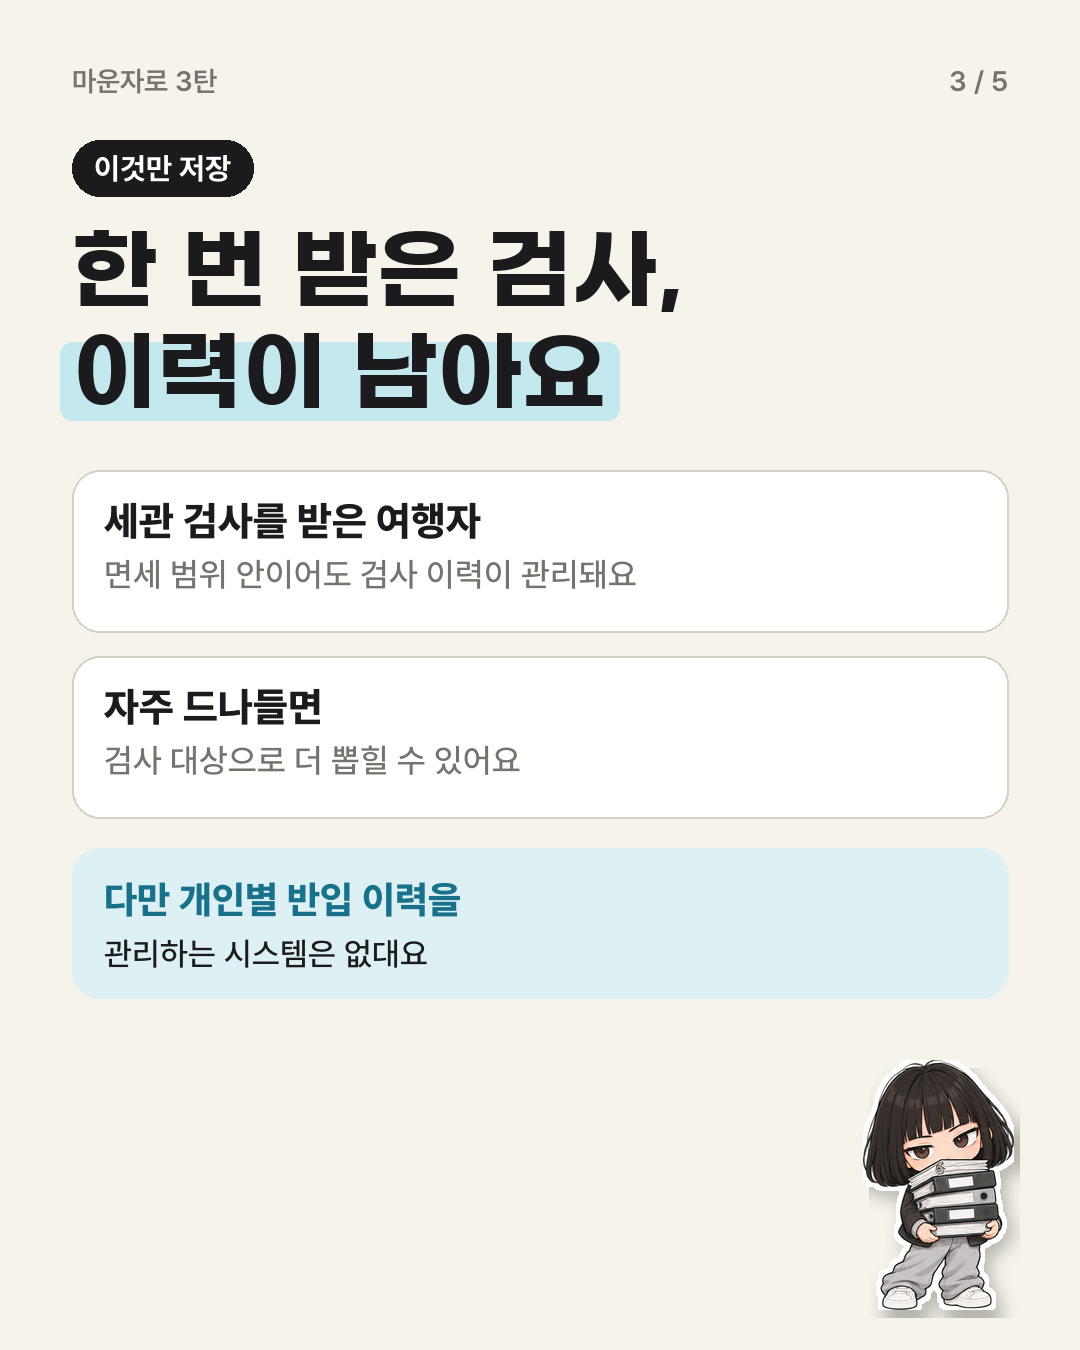 마운자로 3탄
3 / 5
이것만 저장
한 번 받은 검사,
이력이 남아요
세관 검사를 받은 여행자
면세 범위 안이어도 검사 이력이 관리돼요
자주 드나들면
검사 대상으로 더 뽑힐 수 있어요
다만 개인별 반입 이력을
관리하는 시스템은 없대요